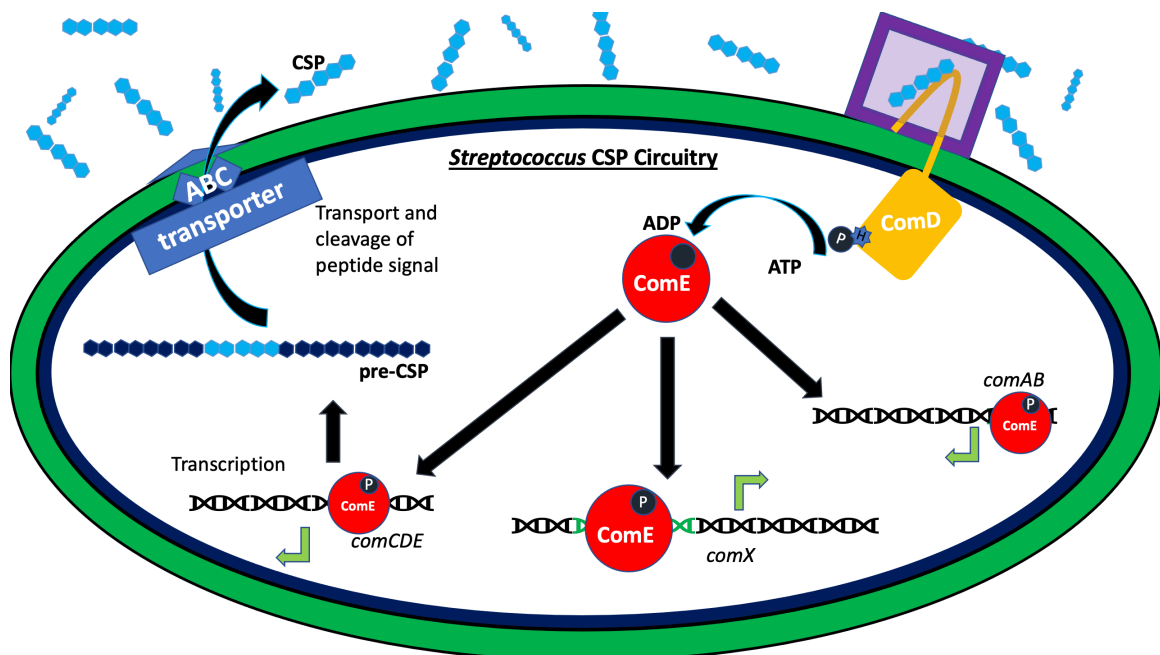 CSP
Streptococcus CSP Circuitry
ABC
transporter
Transport and
cleavage of
peptide signal
ADP
ATP
P
H
ComD
ComE
pre-CSP
comAB
P
ComE
Transcription
P
ComE
comCDE
P
ComE
comX